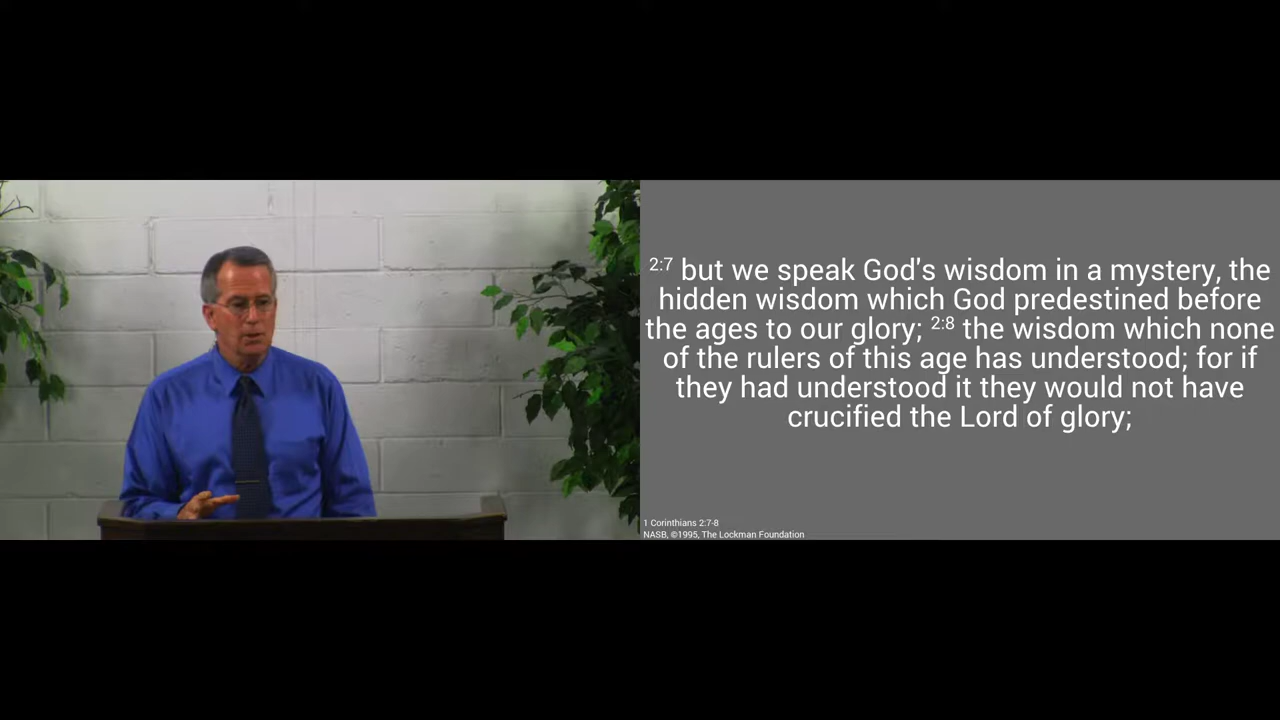 2:7 but we speak God's wisdom in a mystery, the
hidden wisdom which God predestined before
the ages to our glory; 2:8 the wisdom which none
of the rulers of this age has understood; for if
they had understood it they would not have
crucified the Lord of glory;
1 Corinthians 2:7-8
NASB, ©1995, The Lockman Foundation